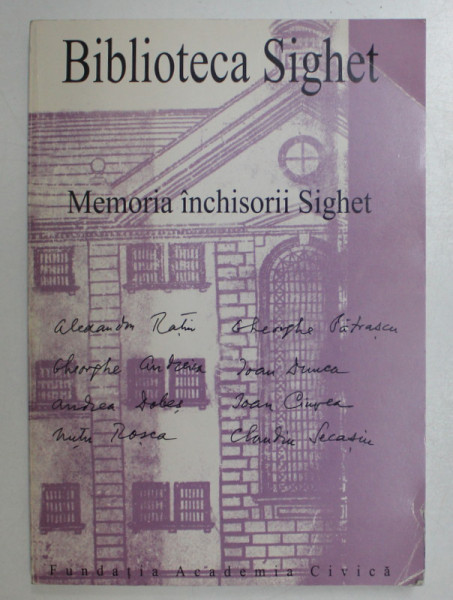 Biblioteca Sighet
Memoria închisorii Sighet
Alexandru Rațiu Gheorghe Pătrașcu
Gheorghe Andreica Ioan Dunca
Andrea Dobeș Ioan Ciupea
Nuțu Roșca Claudiu Secașiu
Fundația Academia Civică